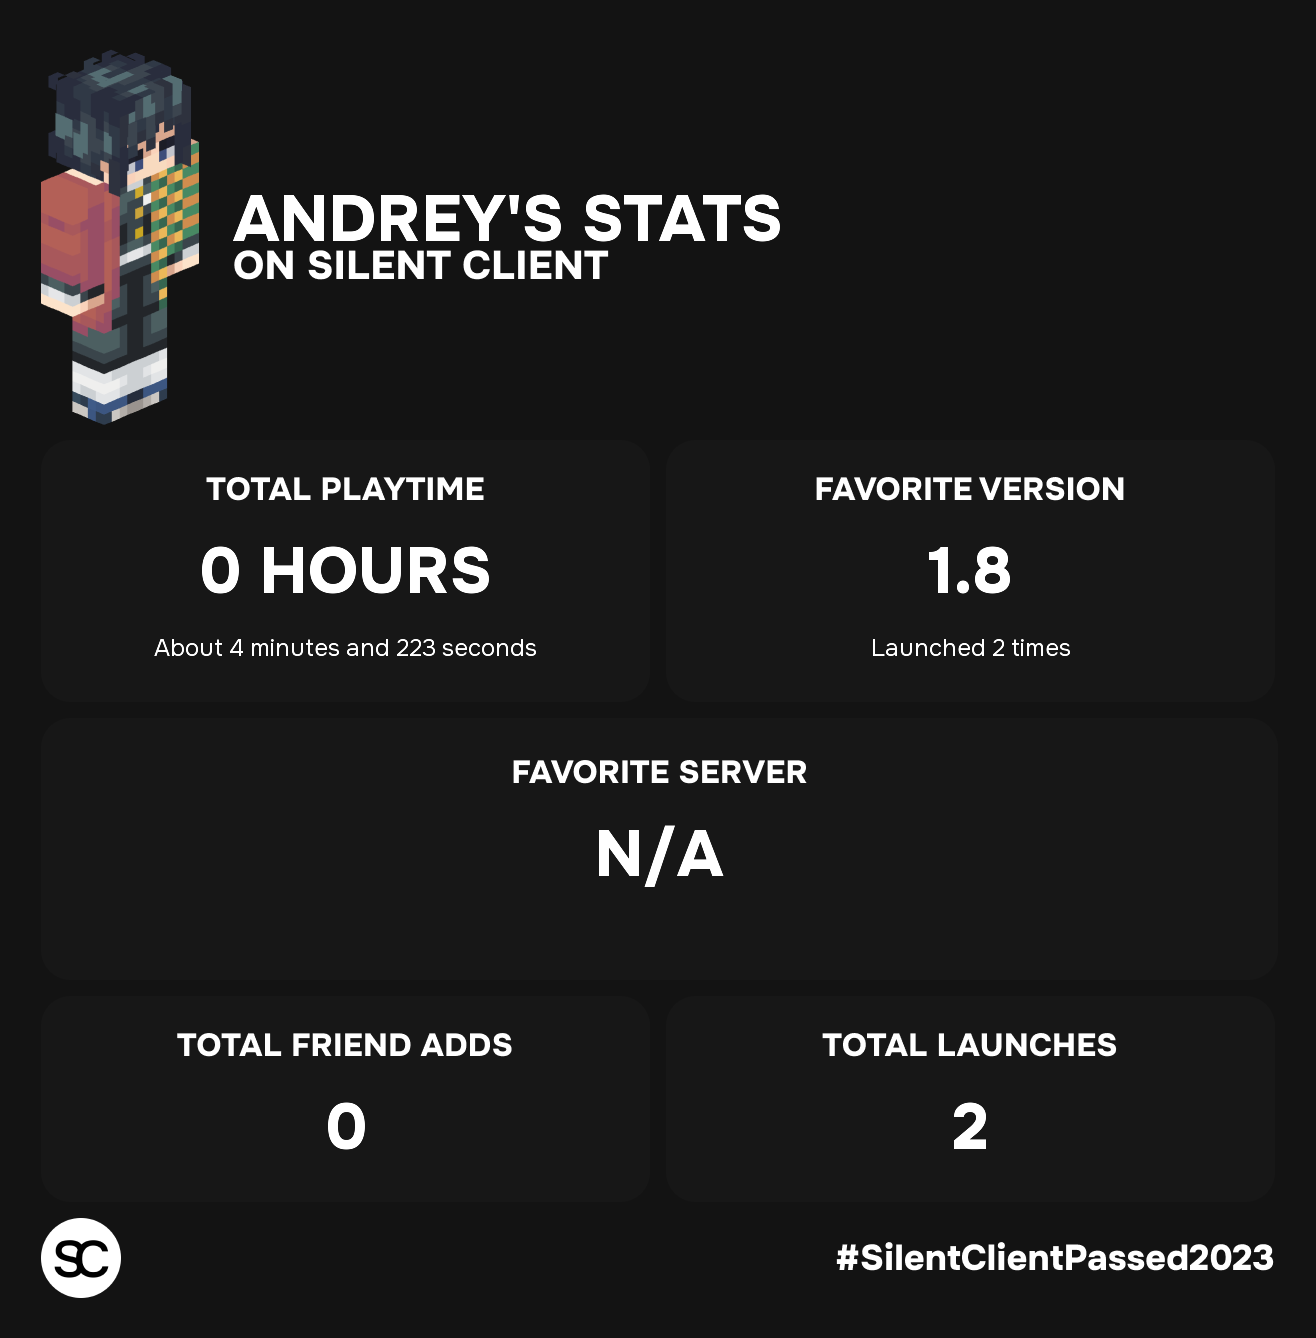 ANDREY'S STATS
ON SILENT CLIENT
TOTAL PLAYTIME
0 HOURS
About 4 minutes and 223 seconds
FAVORITE VERSION
1.8
Launched 2 times
FAVORITE SERVER
N/A
TOTAL FRIEND ADDS
0
TOTAL LAUNCHES
2
SC
#SilentClientPassed2023